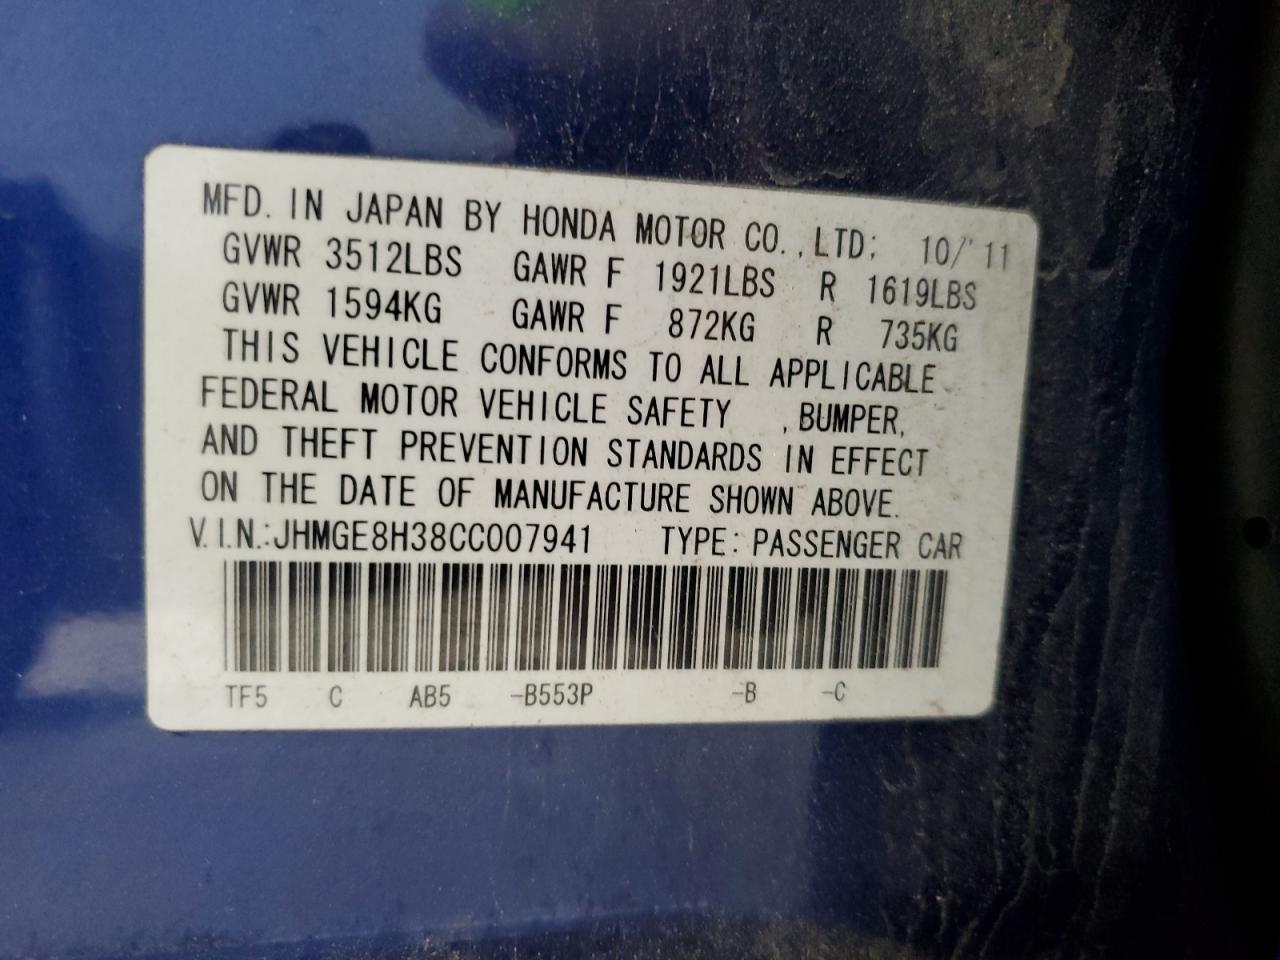 MFD. IN JAPAN BY HONDA MOTOR CO., LTD; 10/'11
GVWR 3512LBS GAWR F 1921LBS R 1619LBS
GVWR 1594KG GAWR F 872KG R 735KG
THIS VEHICLE CONFORMS TO ALL APPLICABLE
FEDERAL MOTOR VEHICLE SAFETY , BUMPER,
AND THEFT PREVENTION STANDARDS IN EFFECT
ON THE DATE OF MANUFACTURE SHOWN ABOVE.
V.I.N.:JHMGE8H38CC007941 TYPE: PASSENGER CAR
TF5 C AB5 -B553P -B -C